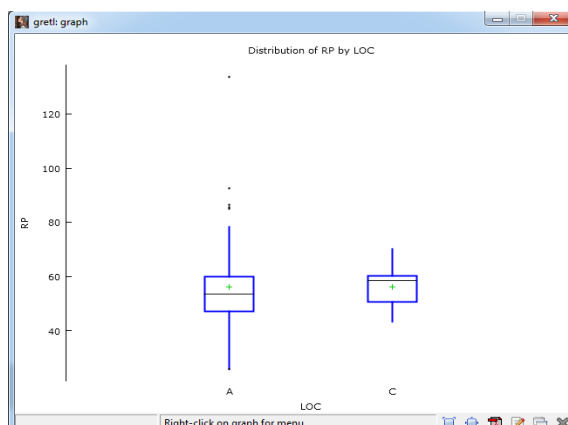 gretl: graph
Distribution of RP by LOC
120
100
80
60
40
RP
A C
LOC
Right-click on graph for menu